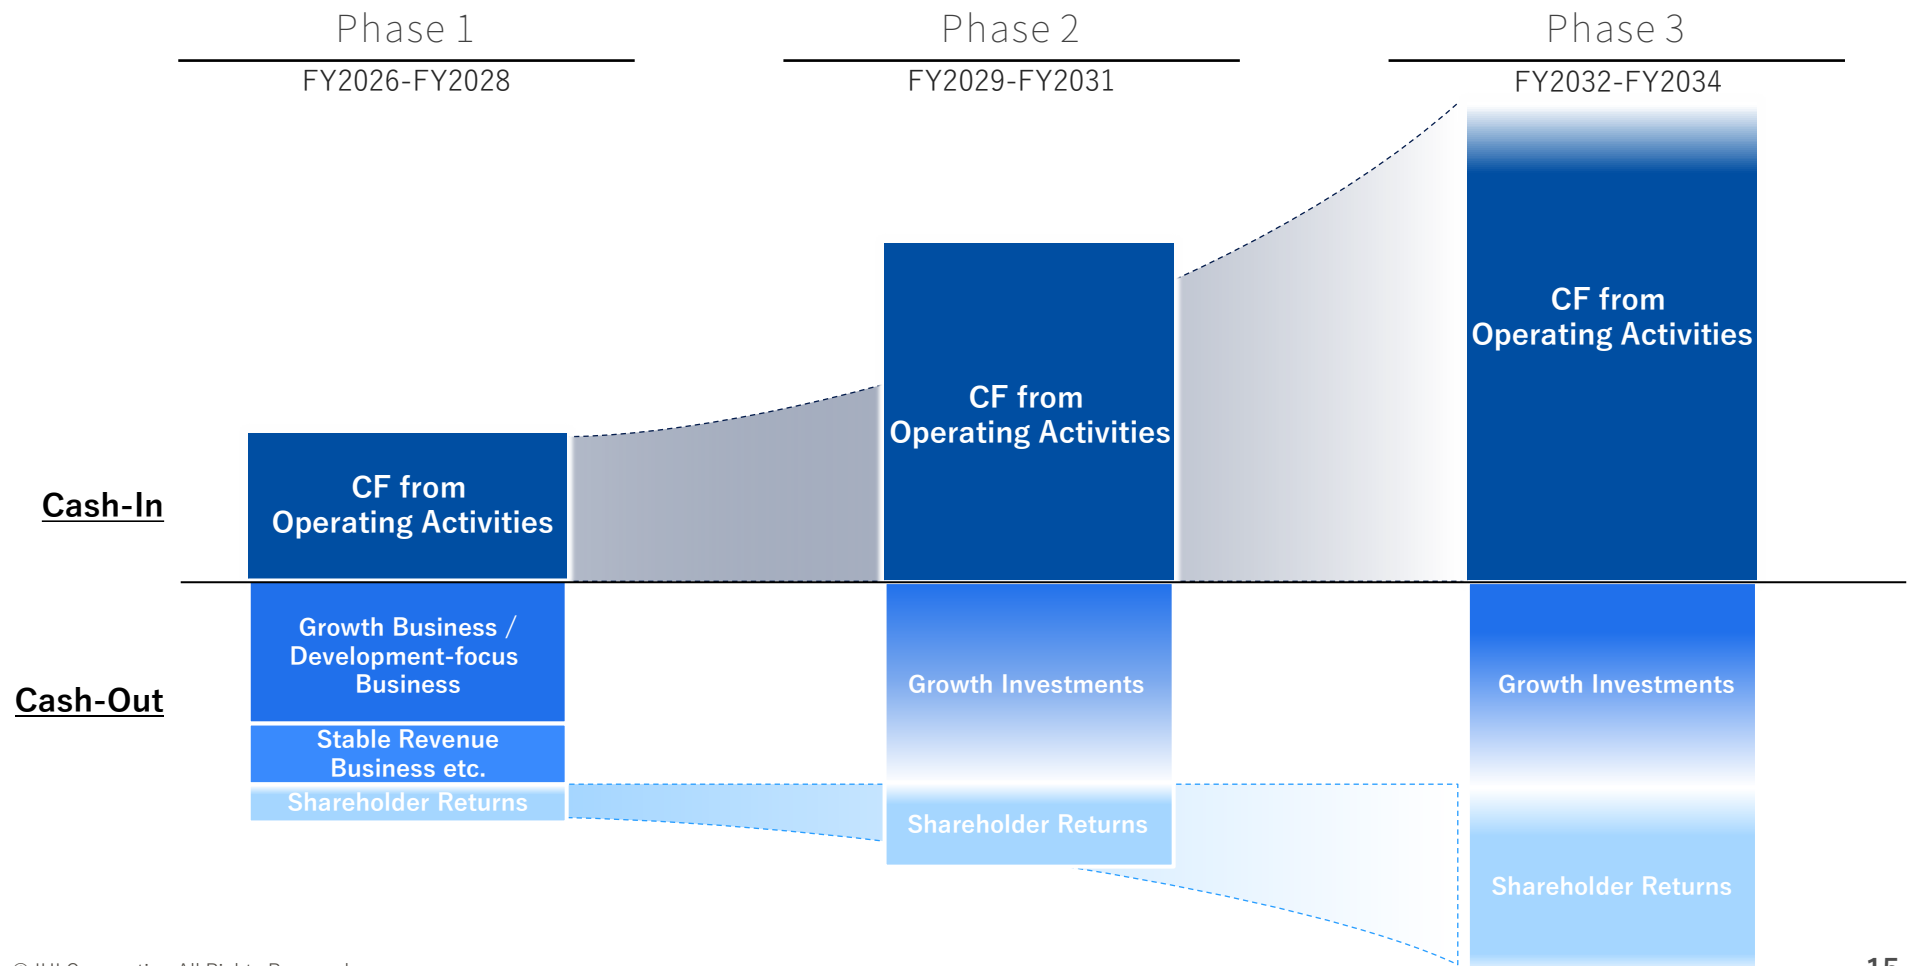 Phase 1
Phase 2
Phase 3
FY2026-FY2028
FY2029-FY2031
FY2032-FY2034
CF from
Operating Activities
CF from
Operating Activities
CF from
Operating Activities
Cash-In
Cash-Out
Growth Business /
Development-focus
Business
Stable Revenue
Business etc.
Shareholder Returns
Growth Investments
Shareholder Returns
Growth Investments
Shareholder Returns
15